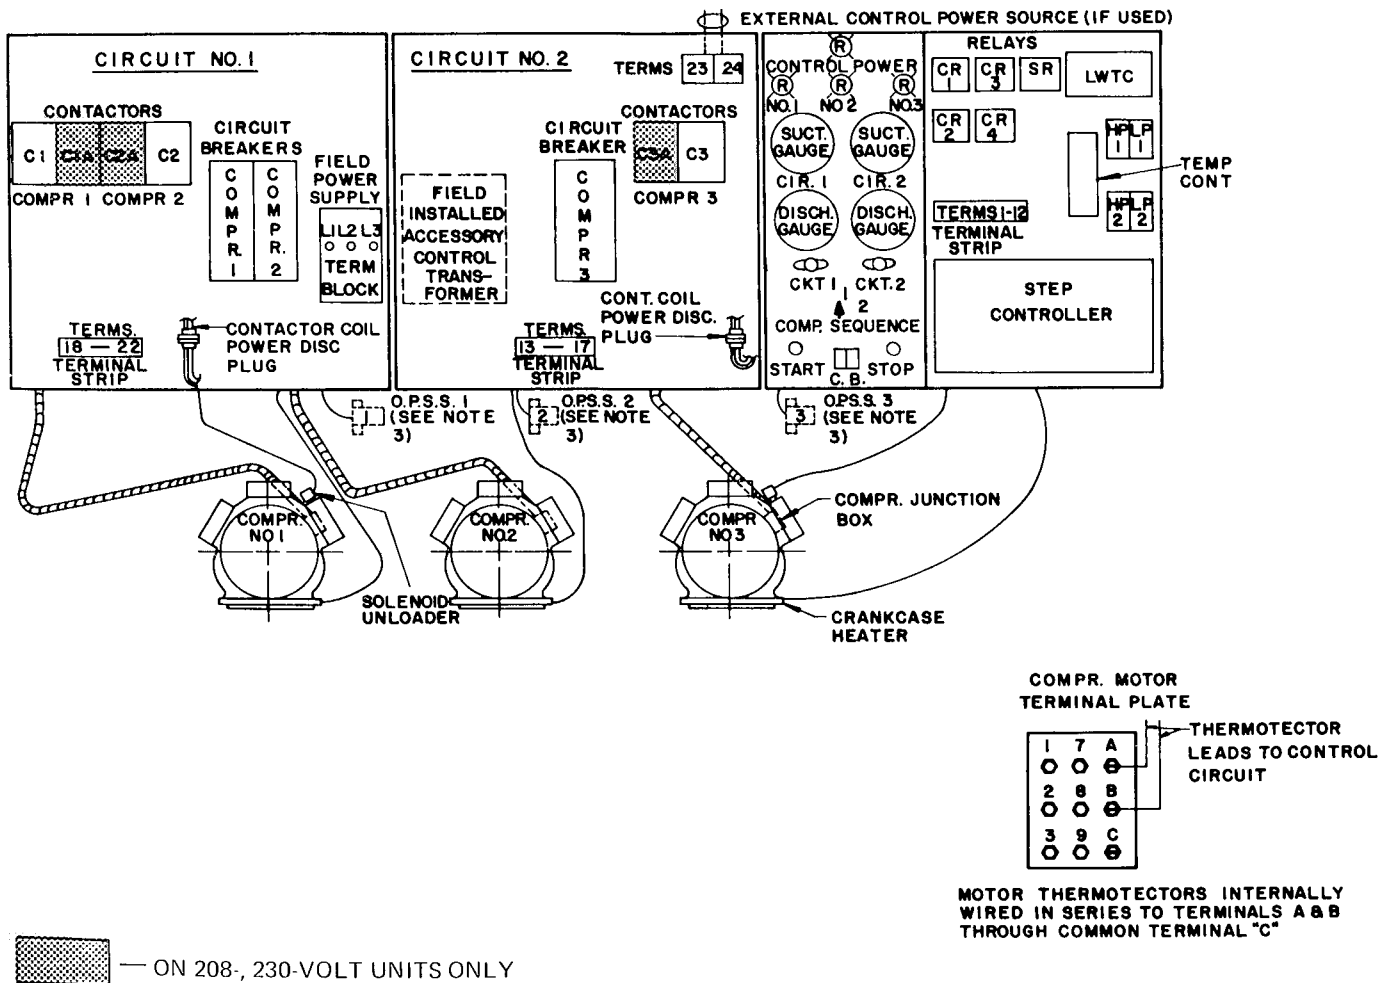 EXTERNAL CONTROL POWER SOURCE (IF USED)
CIRCUIT NO. 1
CONTACTORS
C1 C1A C2A C2
COMPR 1 COMPR 2
CIRCUIT
BREAKERS
COMPR. 1
COMPR. 2
FIELD
POWER
SUPPLY
L1 L2 L3
TERM
BLOCK
TERMS.
18 — 22
TERMINAL
STRIP
CONTACTOR COIL
POWER DISC
PLUG
CIRCUIT NO. 2
TERMS 23 24
CONTACTORS
C3A C3
COMPR 3
CIRCUIT
BREAKER
COMPR 3
FIELD
INSTALLED
ACCESSORY
CONTROL
TRANS-
FORMER
CONT. COIL
POWER DISC.
PLUG
TERMS.
13 — 17
TERMINAL
STRIP
R
CONTROL POWER
R R R
NO.1 NO 2 NO.3
SUCT. GAUGE
SUCT. GAUGE
CIR. 1 CIR. 2
DISCH. GAUGE
DISCH. GAUGE
CKT 1 CKT. 2
1
2
COMP. SEQUENCE
START C.B. STOP
RELAYS
CR 1
CR 3
SR
LWTC
CR 2
CR 4
HP 1
LP 1
TEMP
CONT
HP 2
LP 2
TERMS 1-12
TERMINAL
STRIP
STEP
CONTROLLER
1
O.P.S.S. 1
(SEE NOTE
3)
2
O.P.S.S. 2
(SEE NOTE
3)
3
O.P.S.S. 3
(SEE NOTE
3)
COMPR.
NO.1
COMPR.
NO.2
COMPR
NO.3
COMPR. JUNCTION
BOX
SOLENOID
UNLOADER
CRANKCASE
HEATER
COMPR. MOTOR
TERMINAL PLATE
1 7 A
2 8 B
3 9 C
THERMOTECTOR
LEADS TO CONTROL
CIRCUIT
MOTOR THERMOTECTORS INTERNALLY
WIRED IN SERIES TO TERMINALS A & B
THROUGH COMMON TERMINAL "C"
— ON 208-, 230-VOLT UNITS ONLY